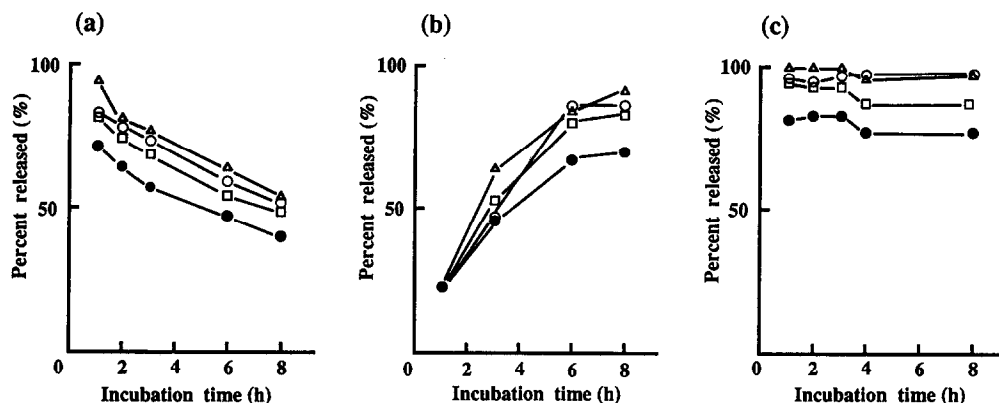 (a)
(b)
(c)
100
100
100
50
50
50
Percent released (%)
Percent released (%)
Percent released (%)
0 2 4 6 8
0 2 4 6 8
0 2 4 6 8
Incubation time (h)
Incubation time (h)
Incubation time (h)